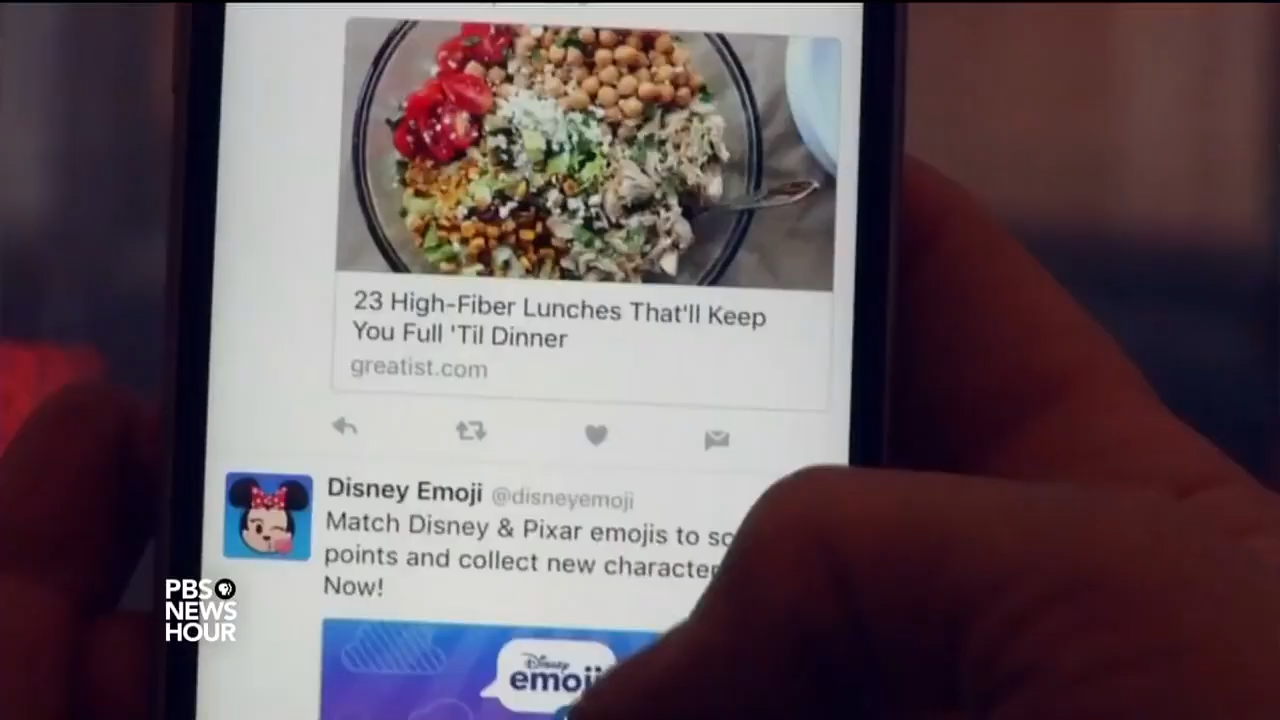 23 High-Fiber Lunches That'll Keep
You Full 'Til Dinner
greatist.com
Disney Emoji @disneyemoji
Match Disney & Pixar emojis to
points and collect new
Now!
Disney
emoji
PBS
NEWS
HOUR